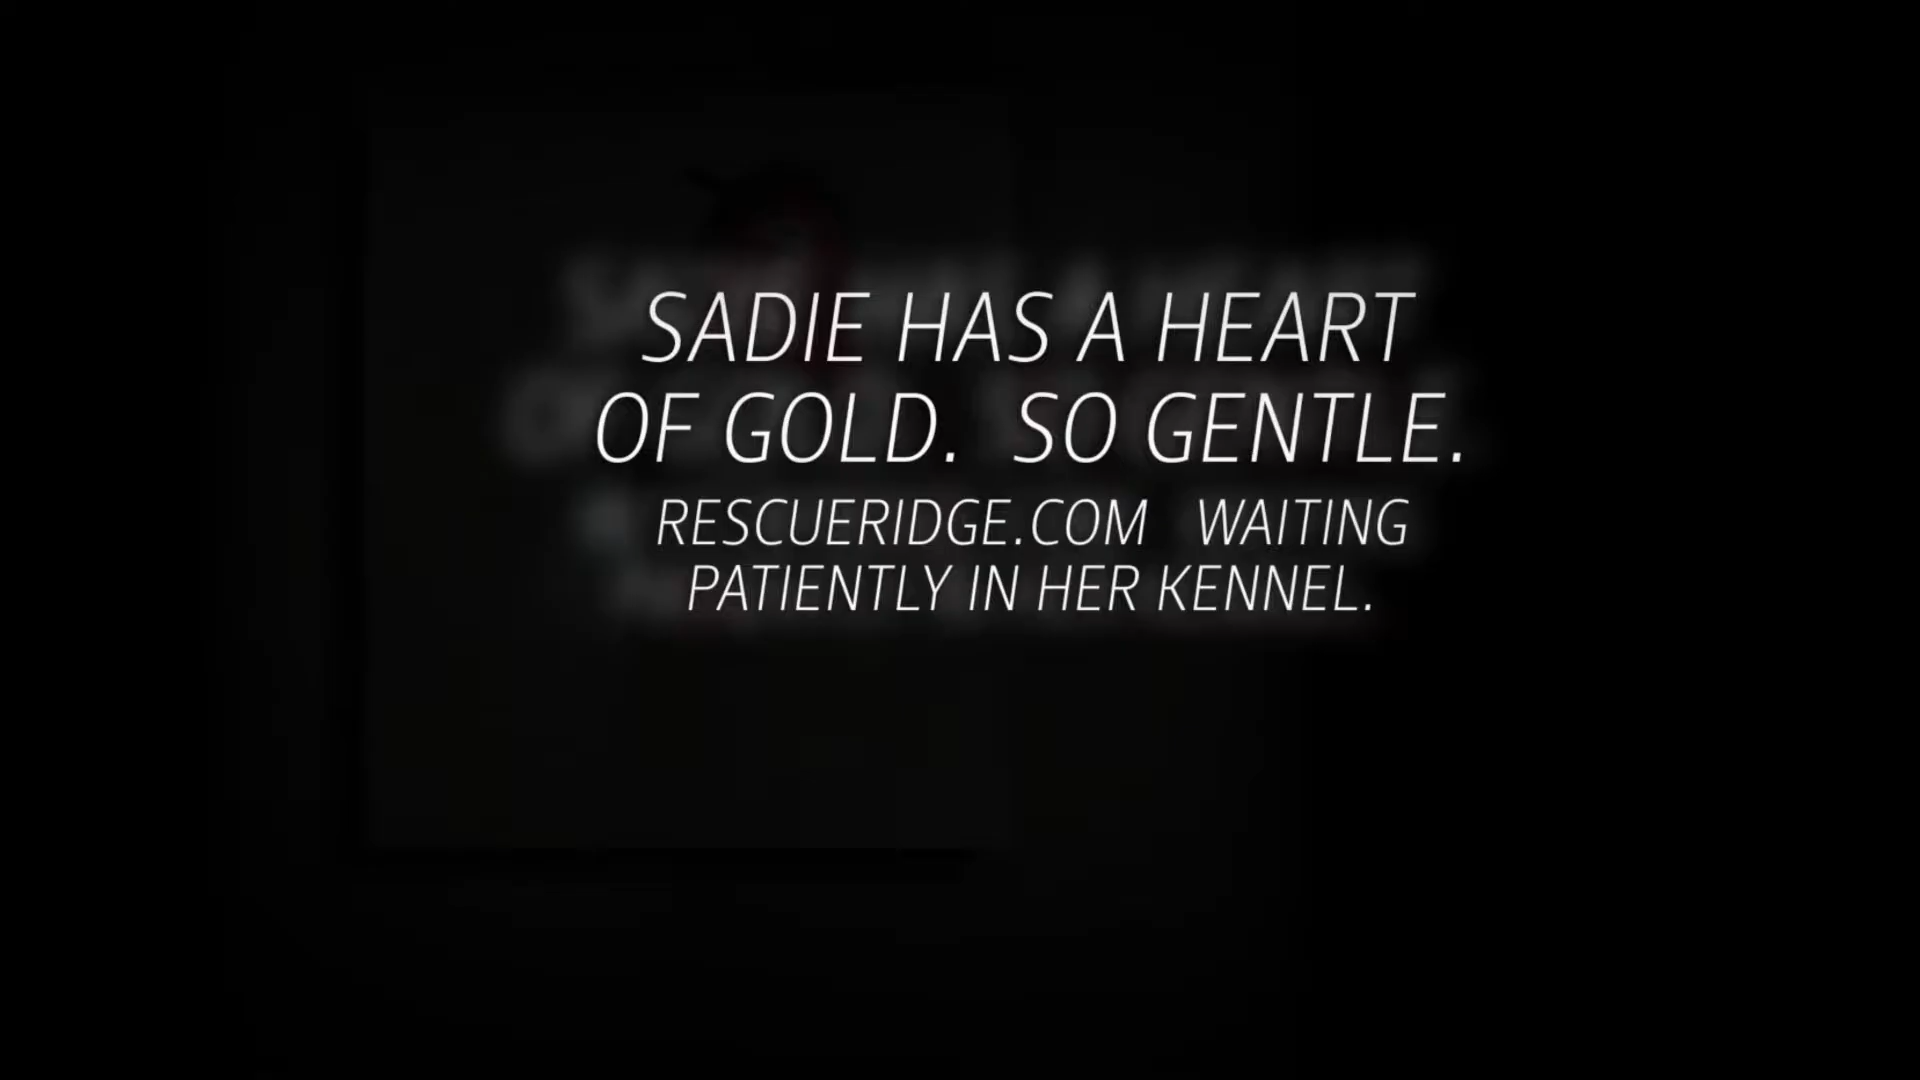 SADIE HAS A HEART
OF GOLD. SO GENTLE.
RESCUERIDGE.COM WAITING
PATIENTLY IN HER KENNEL.